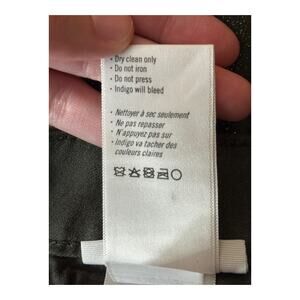 • Dry clean only
• Do not iron
• Do not press
• Indigo will bleed
• Nettoyer à sec seulement
• Ne pas repasser
• N'appuyez pas sur
• Indigo va tacher des
couleurs claires